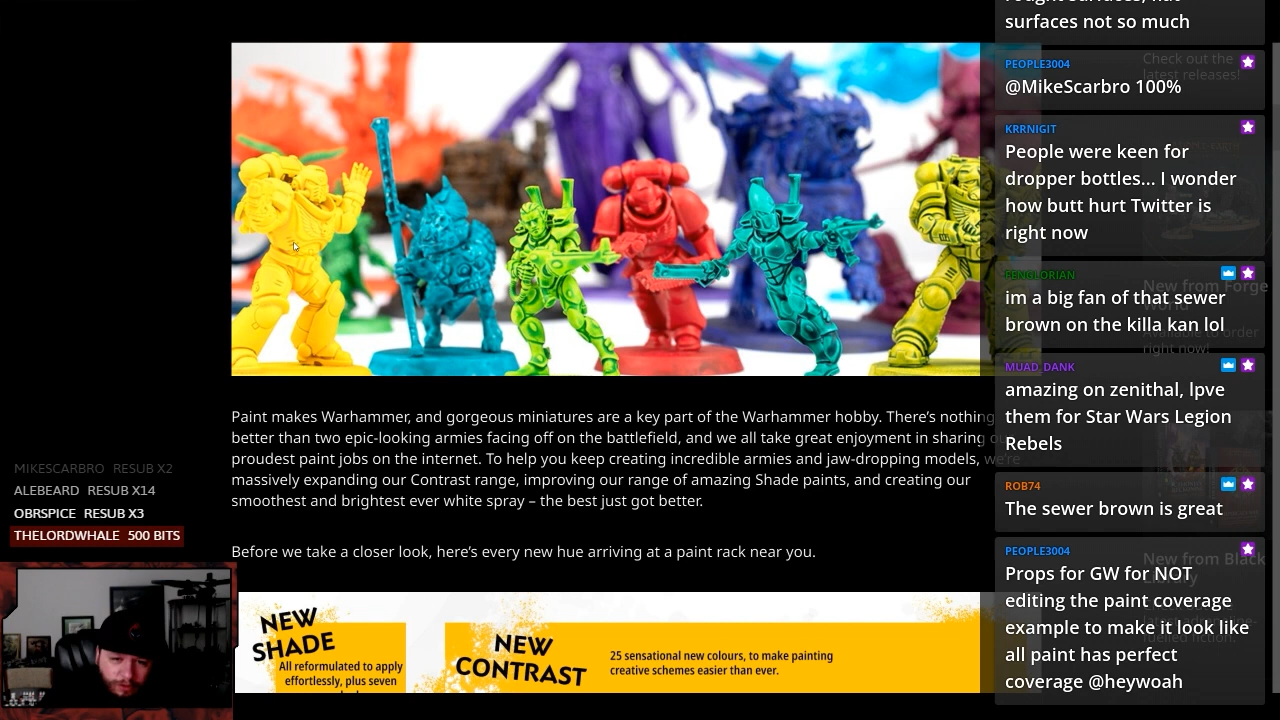 Paint makes Warhammer, and gorgeous miniatures are a key part of the Warhammer hobby. There's nothing
better than two epic-looking armies facing off on the battlefield, and we all take great enjoyment in sharing our
proudest paint jobs on the internet. To help you keep creating incredible armies and jaw-dropping models, we're
massively expanding our Contrast range, improving our range of amazing Shade paints, and creating our
smoothest and brightest ever white spray – the best just got better.
Before we take a closer look, here's every new hue arriving at a paint rack near you.
NEW
SHADE
All reformulated to apply
effortlessly, plus seven
NEW
CONTRAST
25 sensational new colours, to make painting
creative schemes easier than ever.
MIKESCARBRO RESUB X2
ALEBEARD RESUB X14
OBRSPICE RESUB X3
THELORDWHALE 500 BITS
surfaces not so much
PEOPLE3004
@MikeScarbro 100%
KRRNIGIT
People were keen for
dropper bottles... I wonder
how butt hurt Twitter is
right now
FENGLORIAN
im a big fan of that sewer
brown on the killa kan lol
MUAD_DANK
amazing on zenithal, lpve
them for Star Wars Legion
Rebels
ROB74
The sewer brown is great
PEOPLE3004
Props for GW for NOT
editing the paint coverage
example to make it look like
all paint has perfect
coverage @heywoah
Check out the
latest releases!
New from Forge
World
Available to order
right now!
New from Black